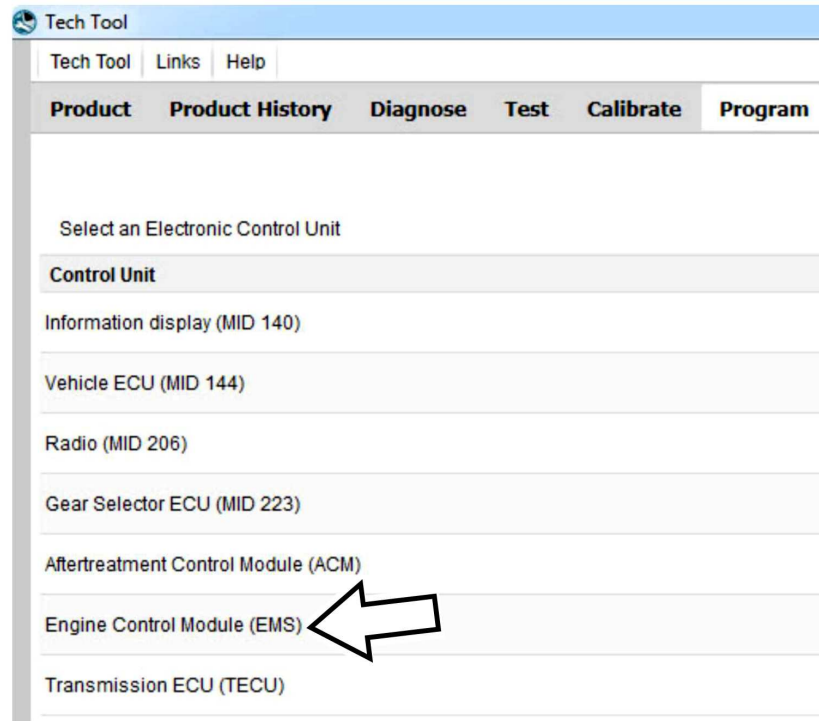 Tech Tool
Tech Tool Links Help
Product Product History Diagnose Test Calibrate Program
Select an Electronic Control Unit
Control Unit
Information display (MID 140)
Vehicle ECU (MID 144)
Radio (MID 206)
Gear Selector ECU (MID 223)
Aftertreatment Control Module (ACM)
Engine Control Module (EMS)
Transmission ECU (TECU)